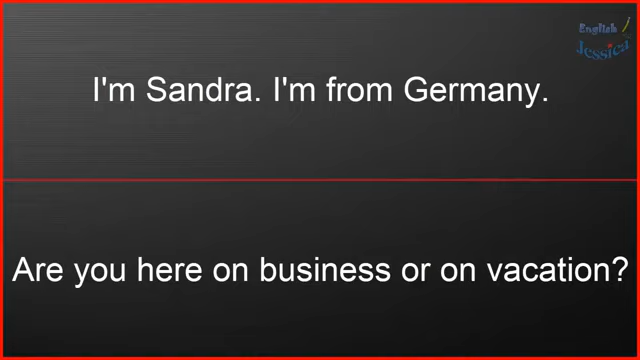 English
Jessica
I'm Sandra. I'm from Germany.
Are you here on business or on vacation?